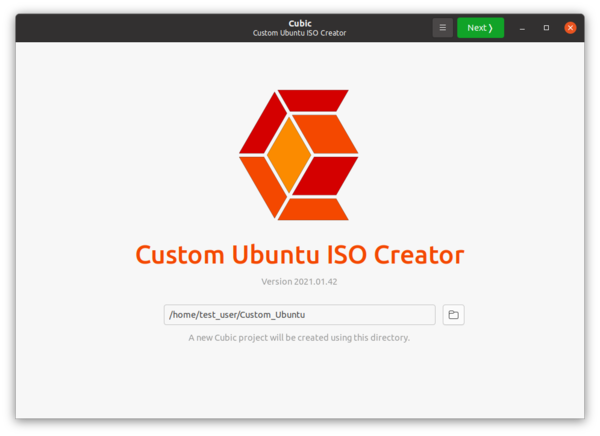 Cubic
Custom Ubuntu ISO Creator
Next ❭
Custom Ubuntu ISO Creator
Version 2021.01.42
/home/test_user/Custom_Ubuntu
A new Cubic project will be created using this directory.